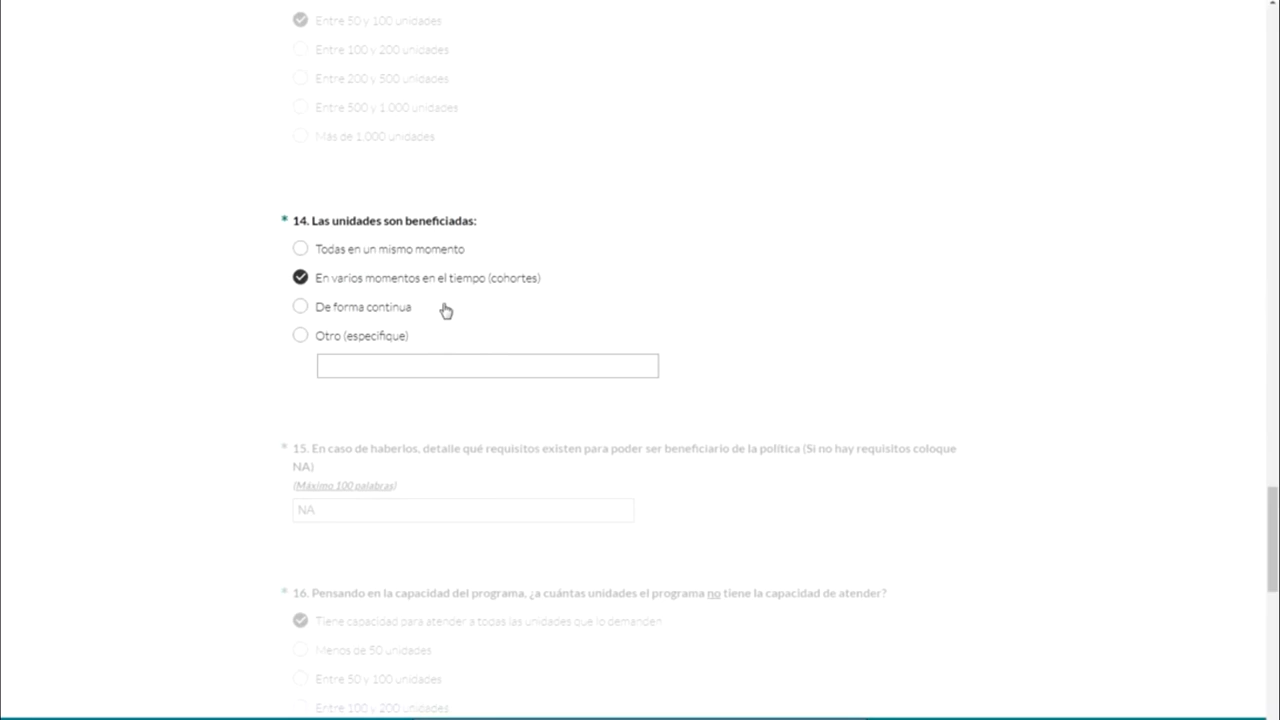 Entre 50 y 100 unidades
Entre 100 y 200 unidades
Entre 200 y 500 unidades
Entre 500 y 1.000 unidades
Más de 1.000 unidades
* 14. Las unidades son beneficiadas:
Todas en un mismo momento
En varios momentos en el tiempo (cohortes)
De forma continua
Otro (especifique)
* 15. En caso de haberlos, detalle qué requisitos existen para poder ser beneficiario de la política (Si no hay requisitos coloque
NA)
(Máximo 100 palabras)
NA
* 16. Pensando en la capacidad del programa, ¿a cuántas unidades el programa no tiene la capacidad de atender?
Tiene capacidad para atender a todas las unidades que lo demanden
Menos de 50 unidades
Entre 50 y 100 unidades
Entre 100 y 200 unidades